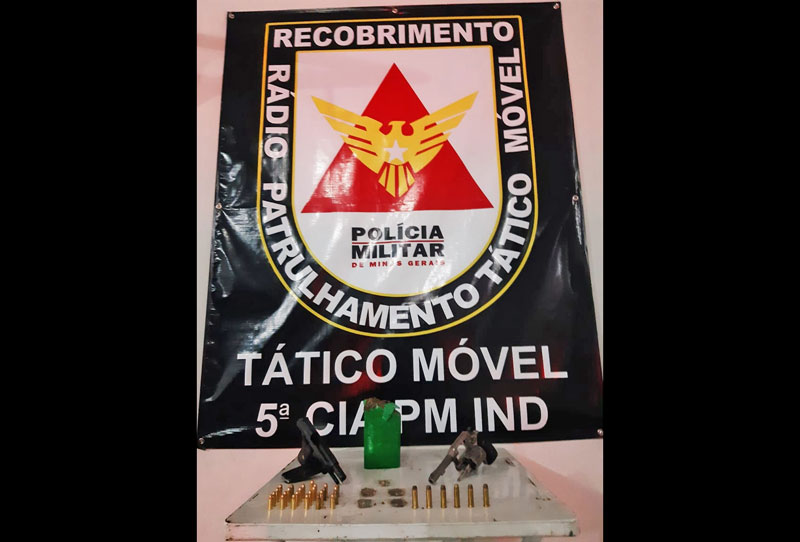 RECOBRIMENTO
RÁDIO PATRULHAMENTO TÁTICO MÓVEL
POLÍCIA
MILITAR
DE MINAS GERAIS
TÁTICO MÓVEL
5ª CIA PM IND